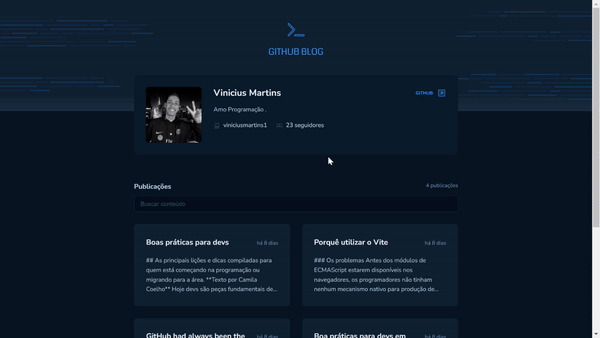 GITHUB BLOG
Vinicius Martins
GITHUB
Amo Programação .
viniciusmartins1 23 seguidores
Publicações
4 publicações
Buscar conteudo
Boas práticas para devs
há 8 dias
## As principais lições e dicas compiladas para
quem está começando na programação ou
migrando para a área. **Texto por Camila
Coelho** Hoje devs são peças fundamentais de...
Porquê utilizar o Vite
há 8 dias
### Os problemas Antes dos módulos de
ECMAScript estarem disponíveis nos
navegadores, os programadores não tinham
nenhum mecanismo nativo para produção de...
GitHub had always been the
há 8 dias
Boa práticas para devs em
há 8 dias